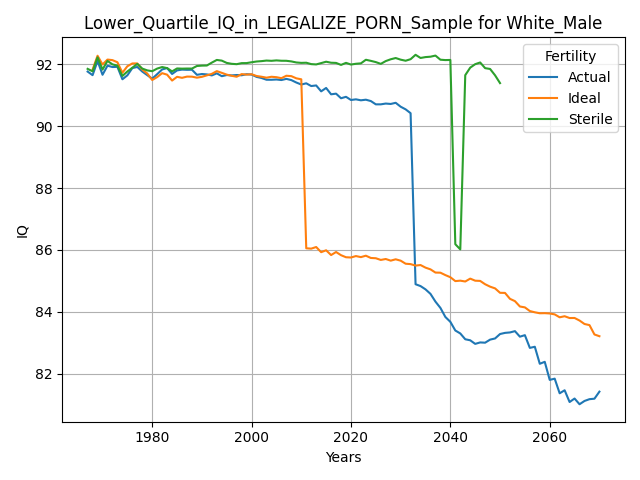 Lower_Quartile_IQ_in_LEGALIZE_PORN_Sample for White_Male
Fertility
Actual
Ideal
Sterile
IQ
92
90
88
86
84
82
1980
2000
2020
2040
2060
Years